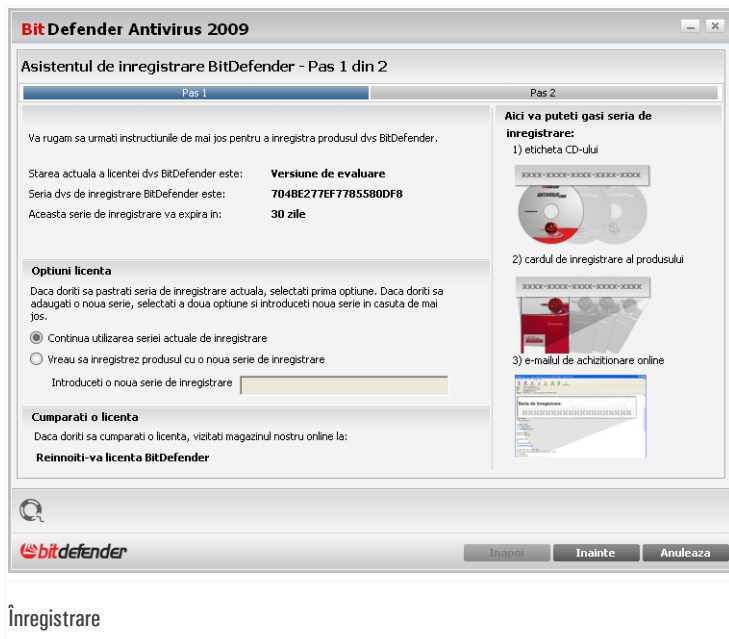 BitDefender Antivirus 2009
Asistentul de inregistrare BitDefender - Pas 1 din 2
Pas 1
Pas 2
Va rugam sa urmati instructiunile de mai jos pentru a inregistra produsul dvs BitDefender.
Starea actuala a licentei dvs BitDefender este: Versiune de evaluare
Seria dvs de inregistrare BitDefender este: 704BE277EF7785580DF8
Aceasta serie de inregistrare va expira in: 30 zile
Optiuni licenta
Daca doriti sa pastrati seria de inregistrare actuala, selectati prima optiune. Daca doriti sa
adaugati o noua serie, selectati a doua optiune si introduceti noua serie in casuta de mai
jos.
Continua utilizarea seriei actuale de inregistrare
Vreau sa inregistrez produsul cu o noua serie de inregistrare
Introduceti o noua serie de inregistrare
Cumparati o licenta
Daca doriti sa cumparati o licenta, vizitati magazinul nostru online la:
Reinnoiti-va licenta BitDefender
Aici va puteti gasi seria de
inregistrare:
1) eticheta CD-ului
xxxx-xxxx-xxxx-xxxx-xxxx
ANTIVIRUS
2) cardul de inregistrare al produsului
xxxx-xxxx-xxxx-xxxx-xxxx
3) e-mailul de achizitionare online
Seria de inregistrare:
bitdefender
Inapoi
Inainte
Anuleaza
Înregistrare